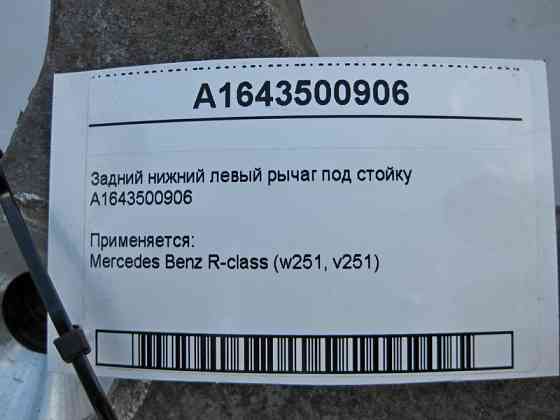 A1643500906
Задний нижний левый рычаг под стойку
A1643500906
Применяется:
Mercedes Benz R-class (w251, v251)